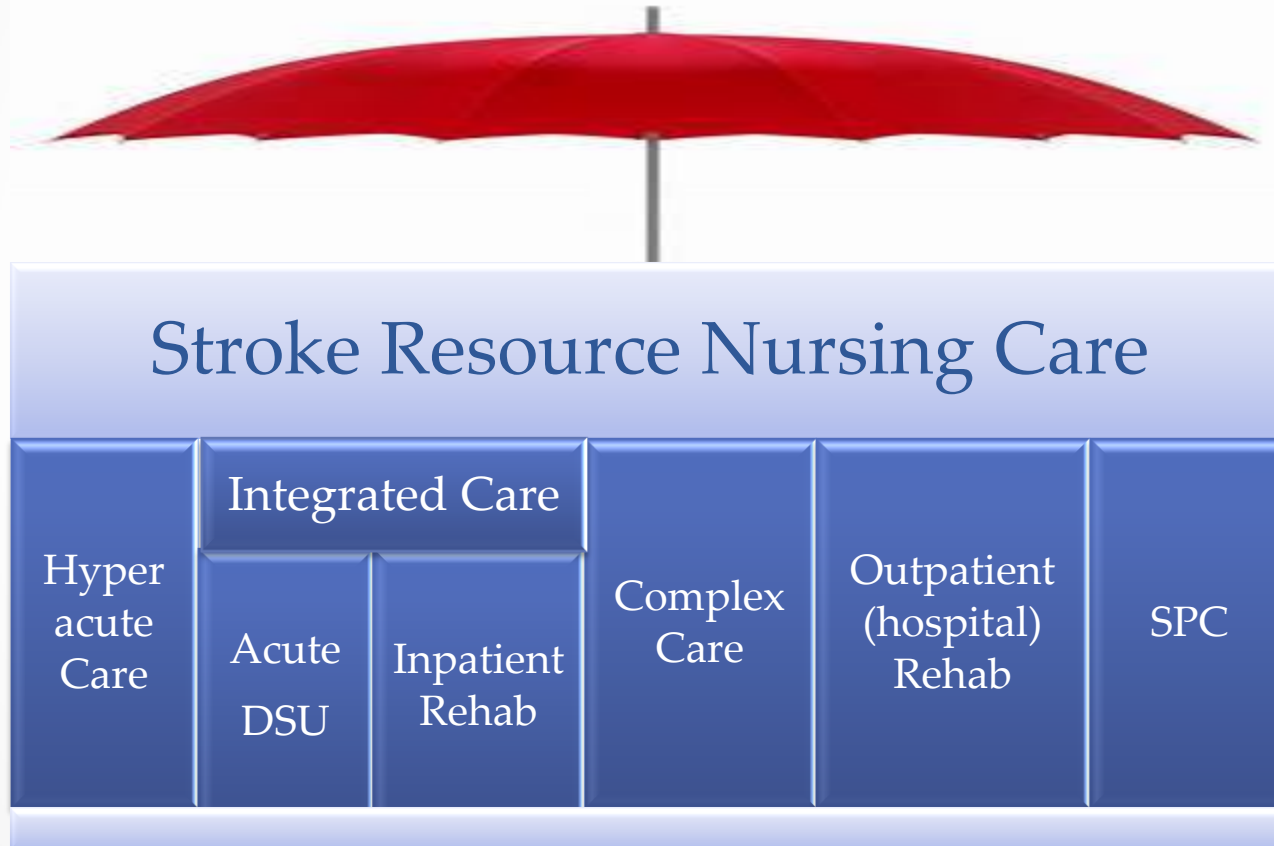 Stroke Resource Nursing Care
Hyper
acute
Care
Integrated Care
Acute
DSU
Inpatient
Rehab
Complex
Care
Outpatient
(hospital)
Rehab
SPC